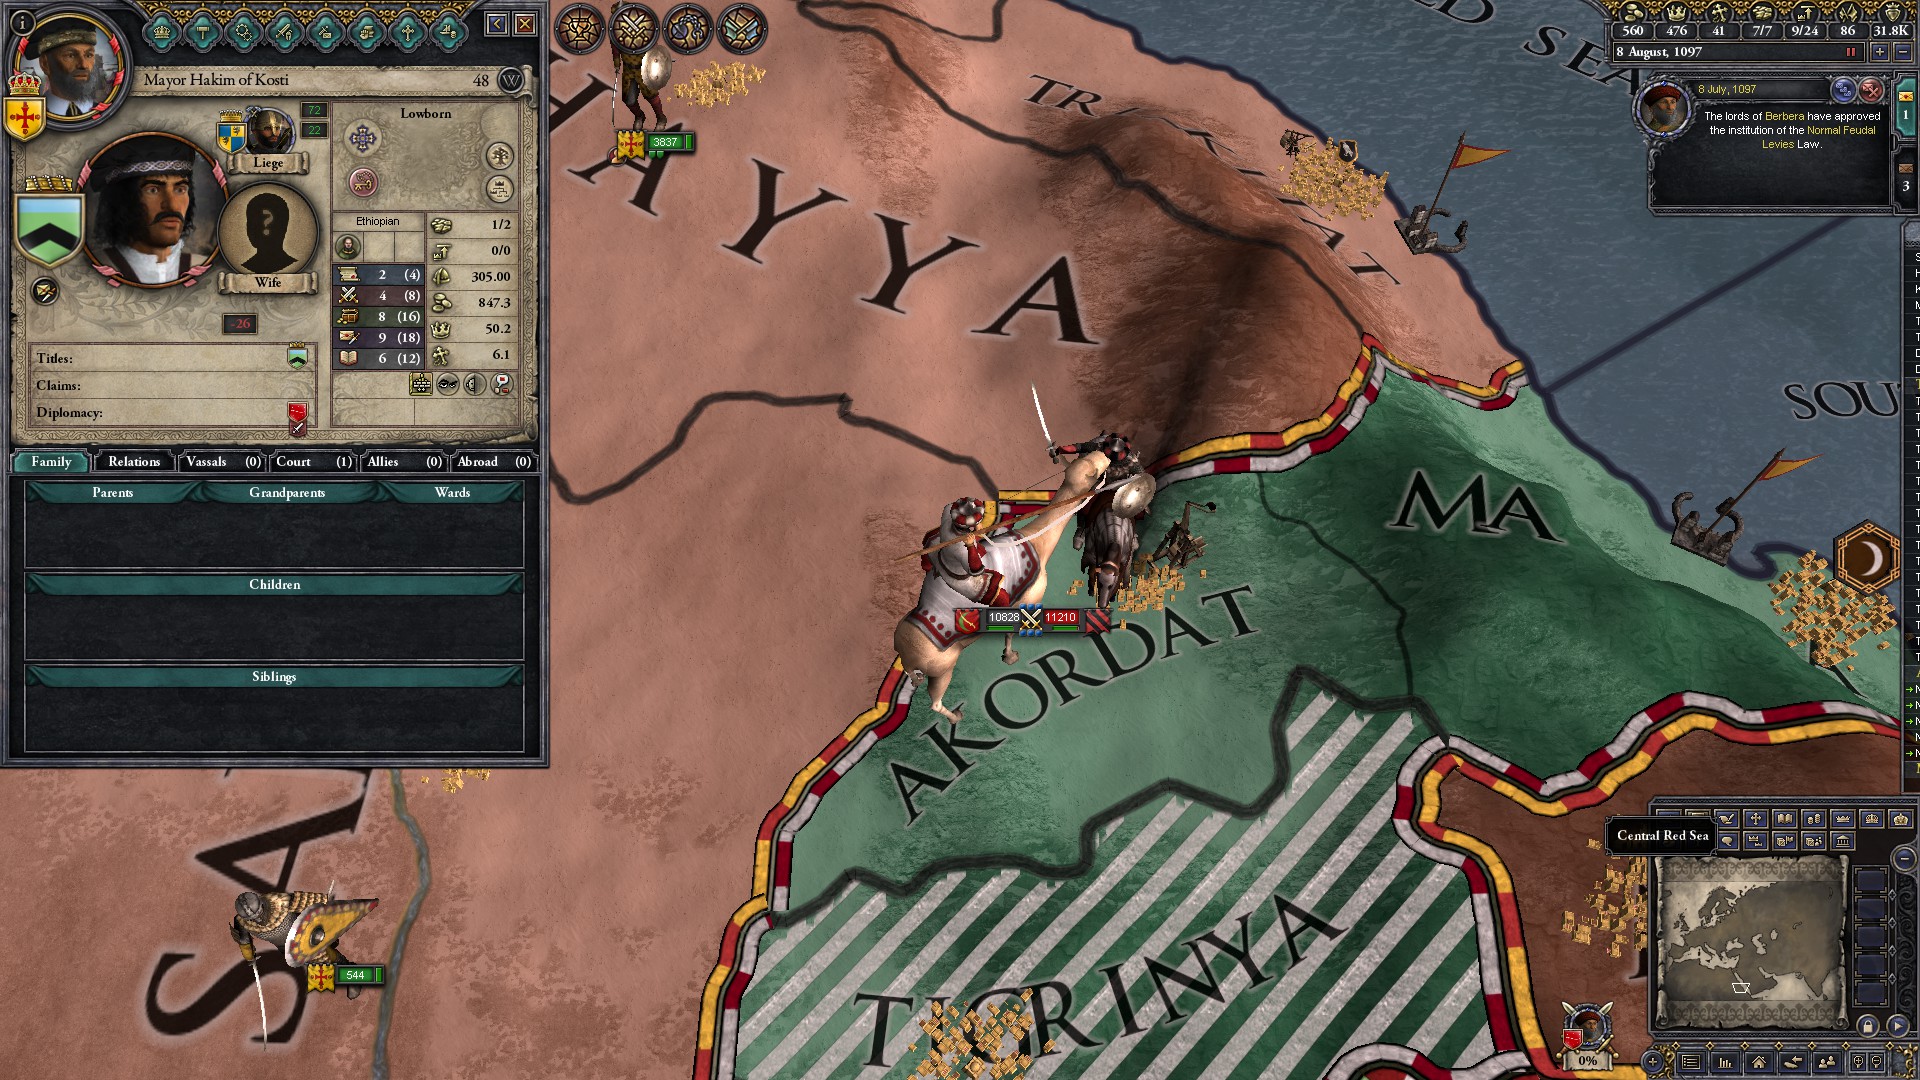 Mayor Hakim of Kosti
48
Liege
72
22
Lowborn
Wife
-26
Ethiopian
2 (4)
4 (8)
8 (16)
9 (18)
6 (12)
1/2
0/0
305.00
847.3
50.2
6.1
Titles:
Claims:
Diplomacy:
Family
Relations
Vassals (0)
Court (1)
Allies (0)
Abroad (0)
Parents
Grandparents
Wards
Children
Siblings
HAYYA
3837
MA
AKORDAT
TIGRINYA
10828
11210
544
560
476
41
7/7
9/24
86
31.8K
8 August, 1097
8 July, 1097
The lords of Berbera have approved
the institution of the Normal Feudal
Levies Law.
1
3
SOU
Central Red Sea
0%